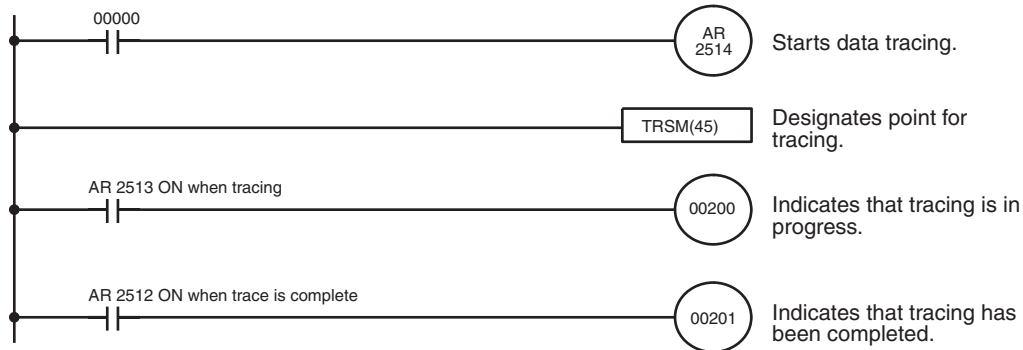 00000
AR
2514
Starts data tracing.
TRSM(45)
Designates point for
tracing.
AR 2513 ON when tracing
00200
Indicates that tracing is in
progress.
AR 2512 ON when trace is complete
00201
Indicates that tracing has
been completed.